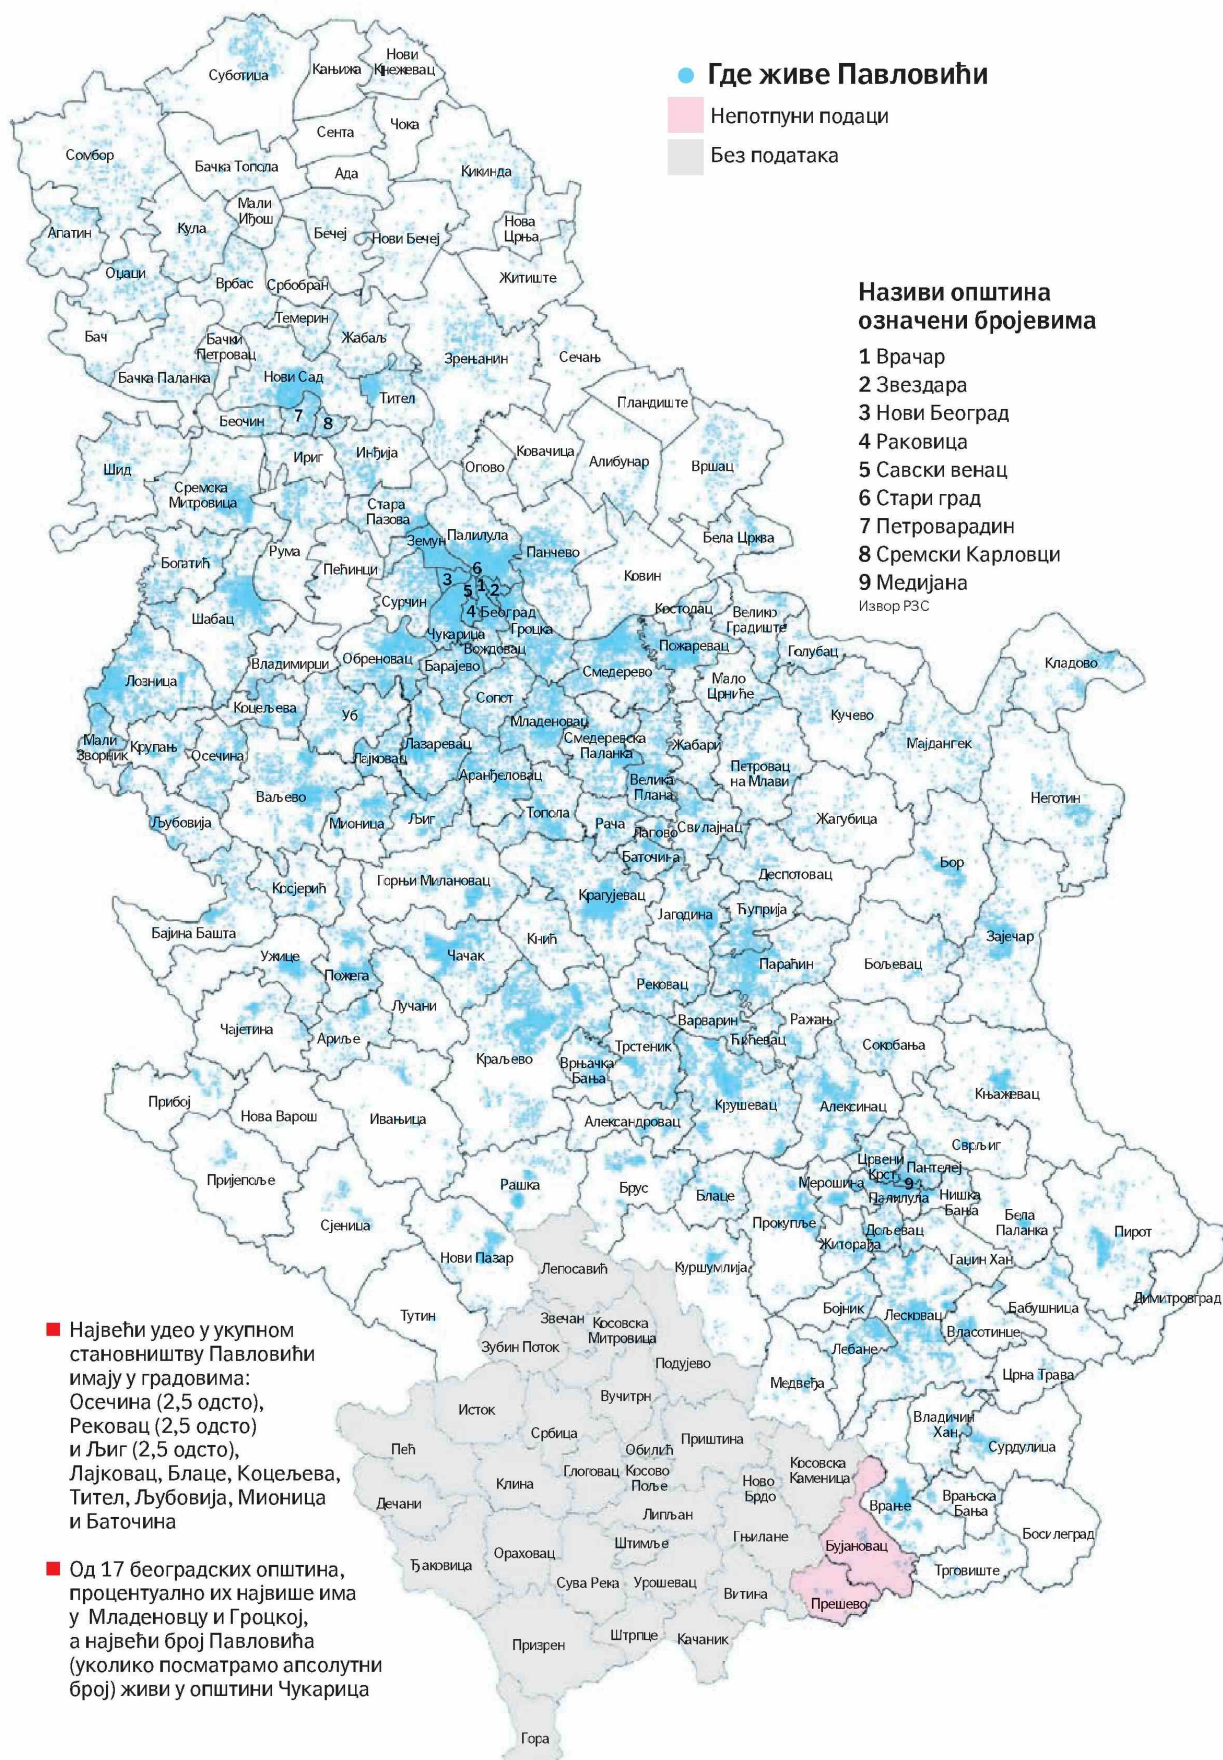 Где живе Павловићи
Непотпуни подаци
Без података
Називи општина
означени бројевима
1 Врачар
2 Звездара
3 Нови Београд
4 Раковица
5 Савски венац
6 Стари град
7 Петроварадин
8 Сремски Карловци
9 Медијана
Извор РЗС
Суботица
Кањижа
Нови
Кнежевац
Сомбор
Бачка Топола
Сента
Чока
Ада
Кикинда
Апатин
Кула
Мали
Иђош
Бечеј
Нови Бечеј
Нова
Црња
Оџаци
Врбас
Србобран
Житиште
Бач
Бачки
Петровац
Темерин
Жабаљ
Зрењанин
Сечањ
Бачка Паланка
Нови Сад
Тител
Беочин
7
8
Пландиште
Шид
Ириг
Инђија
Опово
Ковачица
Алибунар
Вршац
Сремска
Митровица
Стара
Пазова
Богатић
Рума
Пећинци
Земун
Палилула
Панчево
Бела Црква
Ковин
Шабац
Сурчин
3
6
5
1
2
4
Београд
Чукарица
Гроцка
Костолац
Велико
Градиште
Лозница
Владимирци
Обреновац
Барајево
Вождовац
Смедерево
Пожаревац
Голубац
Кладово
Коцељева
Уб
Сопот
Мало
Црниће
Кучево
Мали
Зворник
Крупањ
Осечина
Лајковац
Лазаревац
Младеновац
Смедеревска
Паланка
Жабари
Петровац
на Млави
Мајдангек
Аранђеловац
Велика
Плана
Неготин
Љубовија
Ваљево
Мионица
Љиг
Топола
Рача
Лагово
Свилајнац
Жагубица
Баточина
Косјерић
Горњи Милановац
Крагујевац
Деспотовац
Бор
Бајина Башта
Јагодина
Ћуприја
Ужице
Пожега
Чачак
Кнић
Параћин
Бољевац
Зајечар
Рековац
Чајетина
Ариље
Лучани
Варварин
Ражањ
Краљево
Врњачка
Бања
Трстеник
Ћићевац
Сокобања
Прибој
Нова Варош
Ивањица
Александровац
Крушевац
Алексинац
Књажевац
Пријепоље
Рашка
Брус
Блаце
Црвени
Крст
Пантелеј
9
Сврљиг
Мерошина
Палилула
Нишка
Бања
Сјеница
Прокупље
Житорађа
Дољевац
Бела
Паланка
Пирот
Нови Пазар
Куршумлија
Гаџин Хан
Лепосавић
Димитровград
Тутин
Звечан
Косовска
Митровица
Зубин Поток
Бојник
Лесковац
Бабушница
Лебане
Власотинце
Подујево
Медвеђа
Црна Трава
Вучитрн
Исток
Србица
Обилић
Приштина
Владичин
Хан
Сурдулица
Пећ
Клина
Глоговац
Косово
Поље
Ново
Брдо
Косовска
Каменица
Дечани
Липљан
Врање
Врањска
Бања
Босилеград
Ђаковица
Ораховац
Штимље
Гњилане
Бујановац
Сува Река
Урошевац
Витина
Трговиште
Прешево
Призрен
Штрпце
Качаник
Гора
Највећи удео у укупном
становништву Павловићи
имају у градовима:
Осечина (2,5 одсто),
Рековац (2,5 одсто)
и Љиг (2,5 одсто),
Лајковац, Блаце, Коцељева,
Тител, Љубовија, Мионица
и Баточина
Од 17 београдских општина,
процентуално их највише има
у Младеновцу и Гроцкој,
а највећи број Павловића
(уколико посматрамо апсолутни
број) живи у општини Чукарица